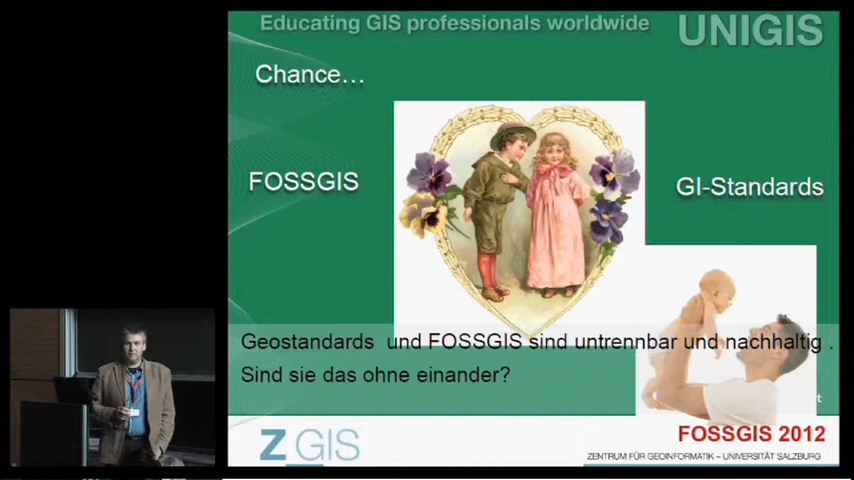 Educating GIS professionals worldwide
UNIGIS
Chance...
FOSSGIS
GI-Standards
Geostandards und FOSSGIS sind untrennbar und nachhaltig .
Sind sie das ohne einander?
FOSSGIS 2012
Z_GIS
ZENTRUM FÜR GEOINFORMATIK – UNIVERSITÄT SALZBURG